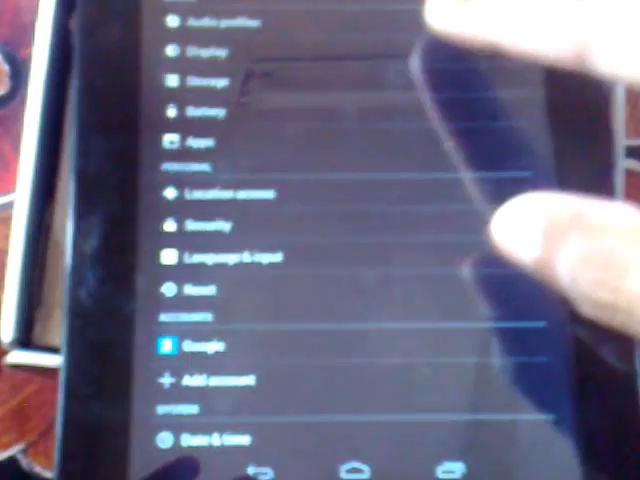 Audio profiles
Display
Storage
Battery
Apps
PERSONAL
Location access
Security
Language & input
Reset
ACCOUNTS
Google
Add account
SYSTEM
Date & time